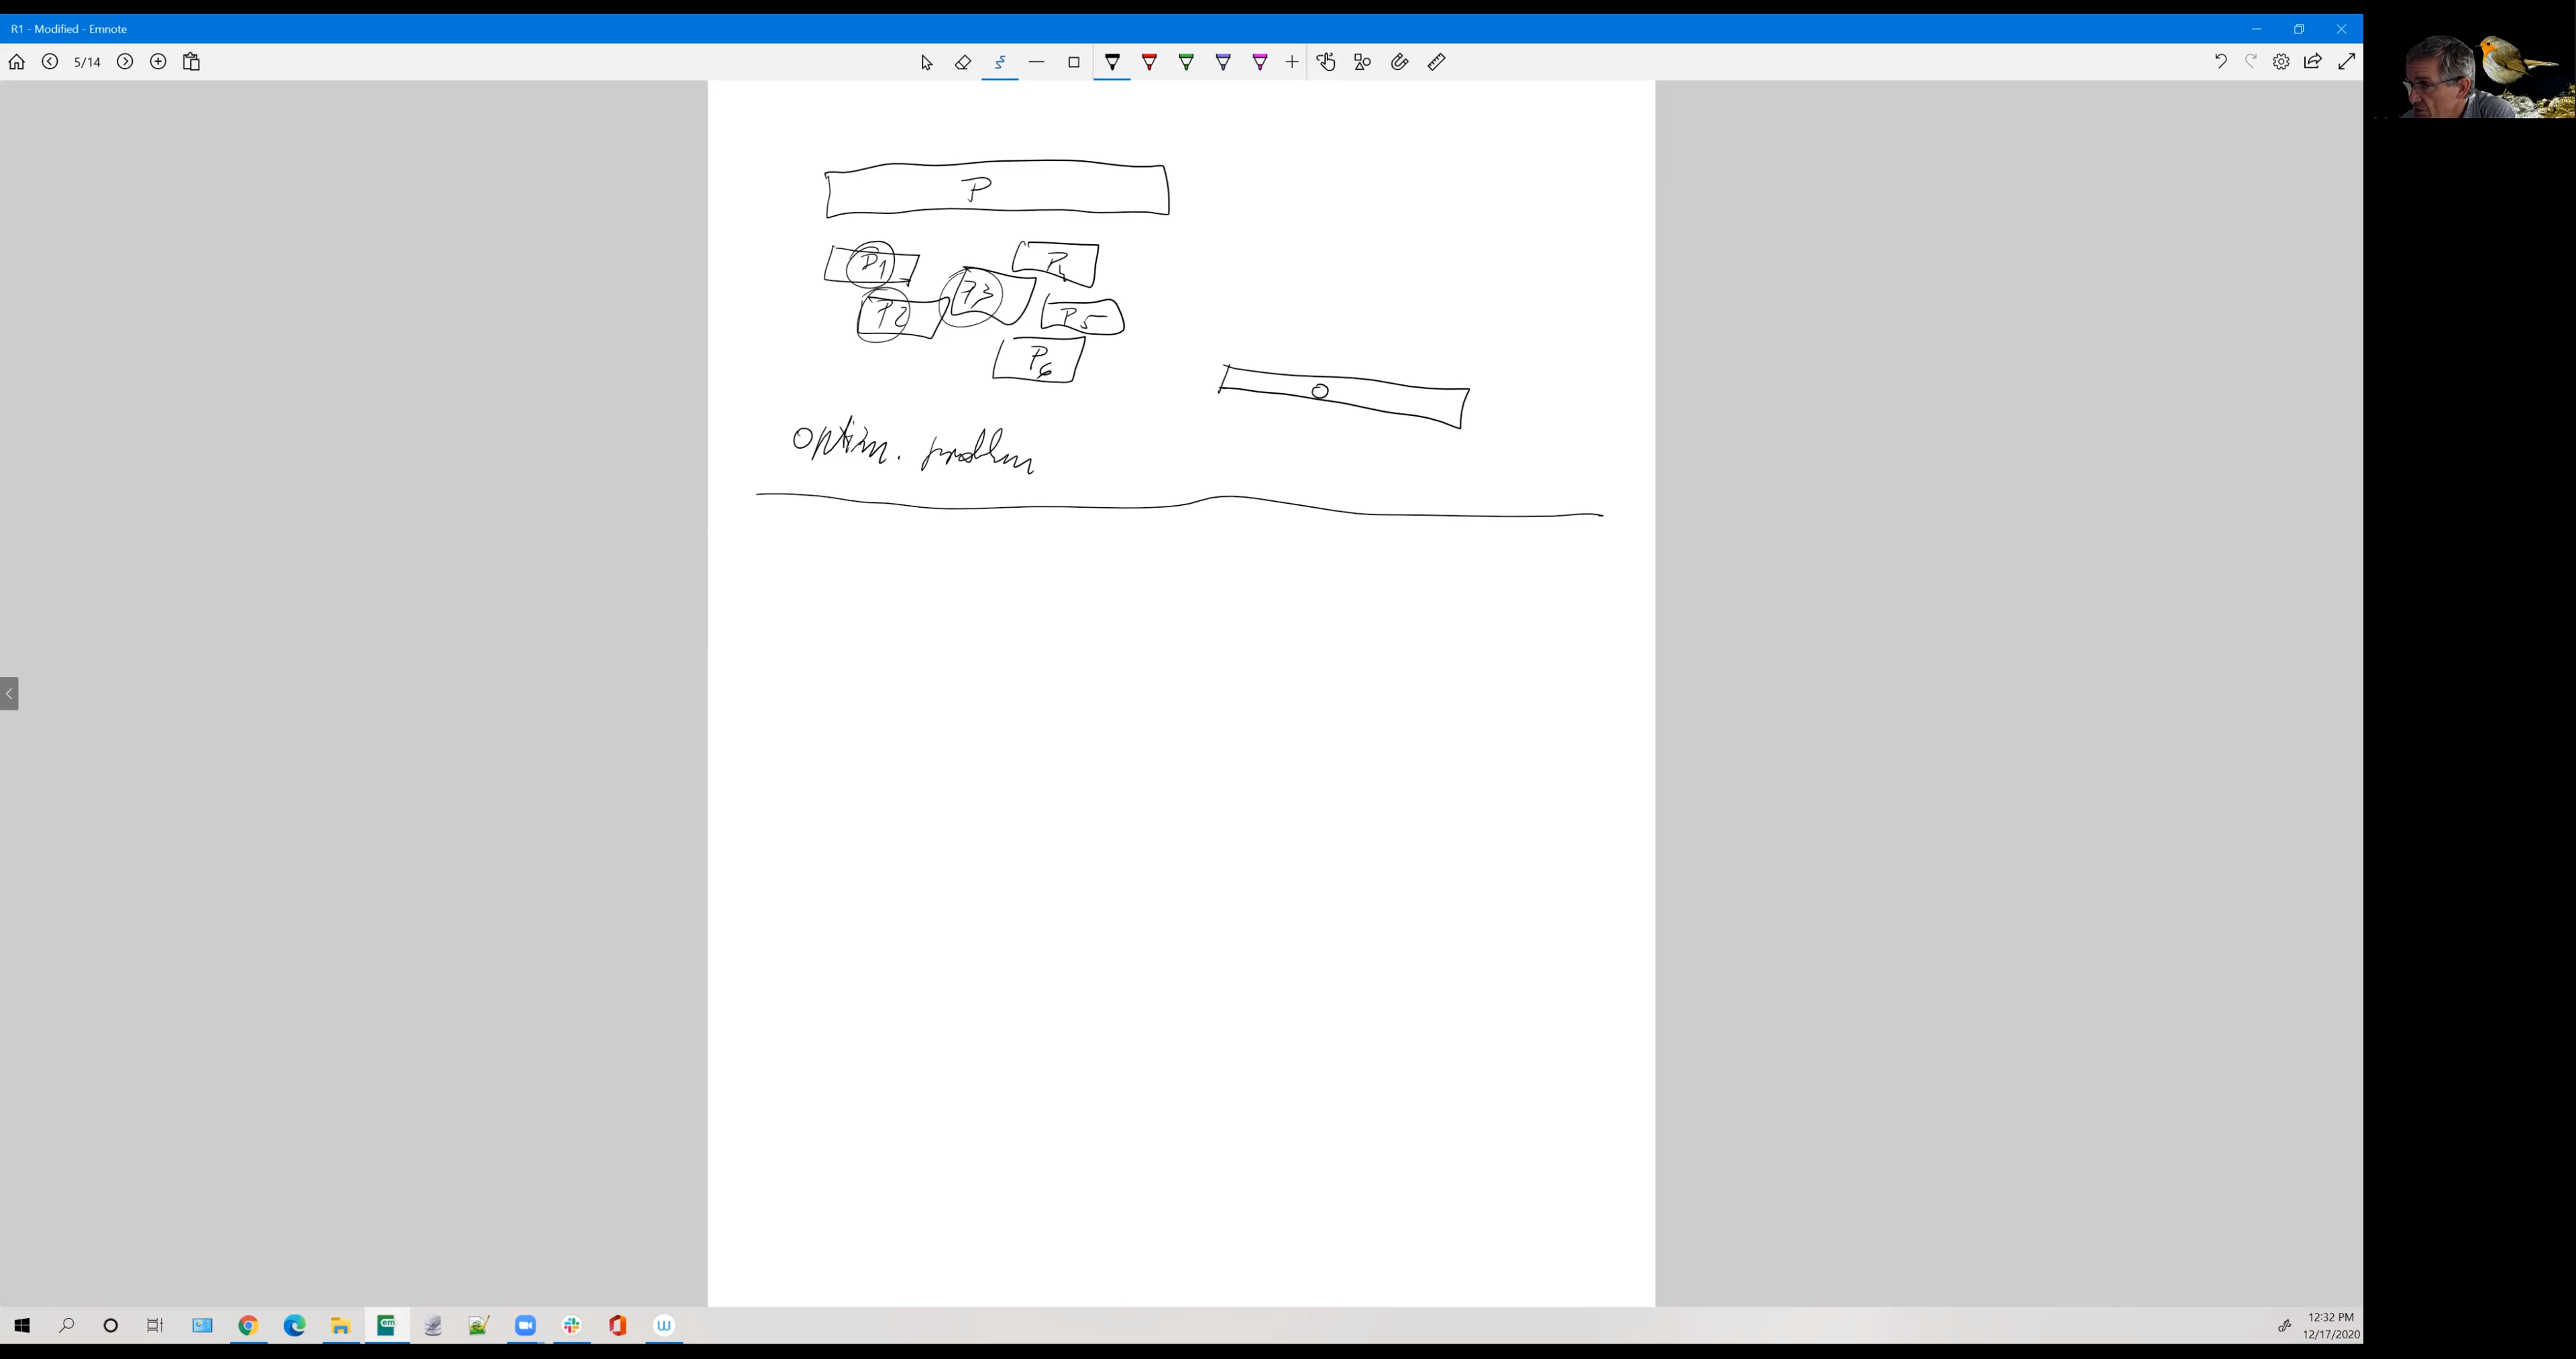 R1 - Modified - Emnote
5/14
P
P1
P4
P2
P3
P5
P6
O
optim. problem
em
W
12:32 PM
12/17/2020